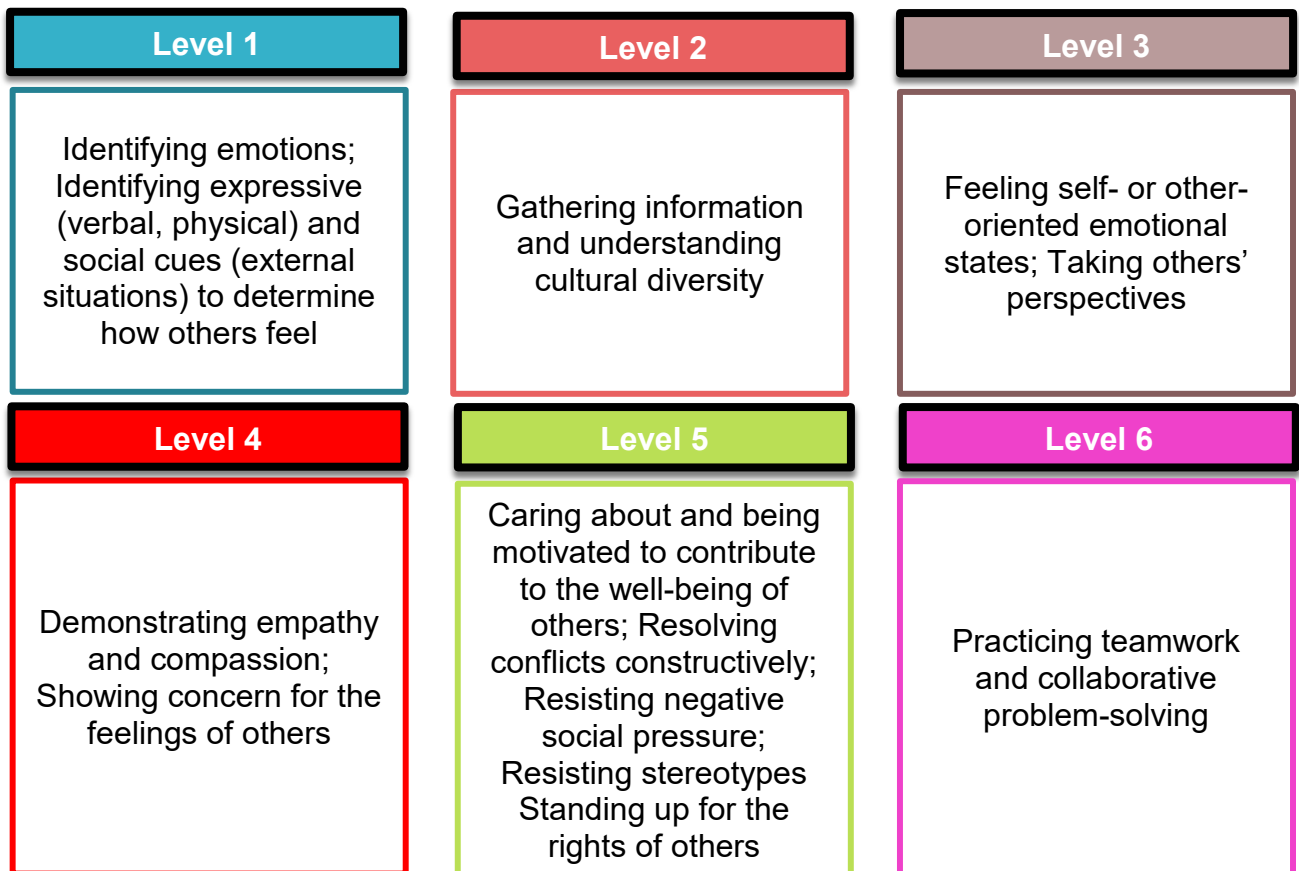 Level 1
Identifying emotions;
Identifying expressive
(verbal, physical) and
social cues (external
situations) to determine
how others feel
Level 2
Gathering information
and understanding
cultural diversity
Level 3
Feeling self- or other-
oriented emotional
states; Taking others’
perspectives
Level 4
Demonstrating empathy
and compassion;
Showing concern for the
feelings of others
Level 5
Caring about and being
motivated to contribute
to the well-being of
others; Resolving
conflicts constructively;
Resisting negative
social pressure;
Resisting stereotypes
Standing up for the
rights of others
Level 6
Practicing teamwork
and collaborative
problem-solving